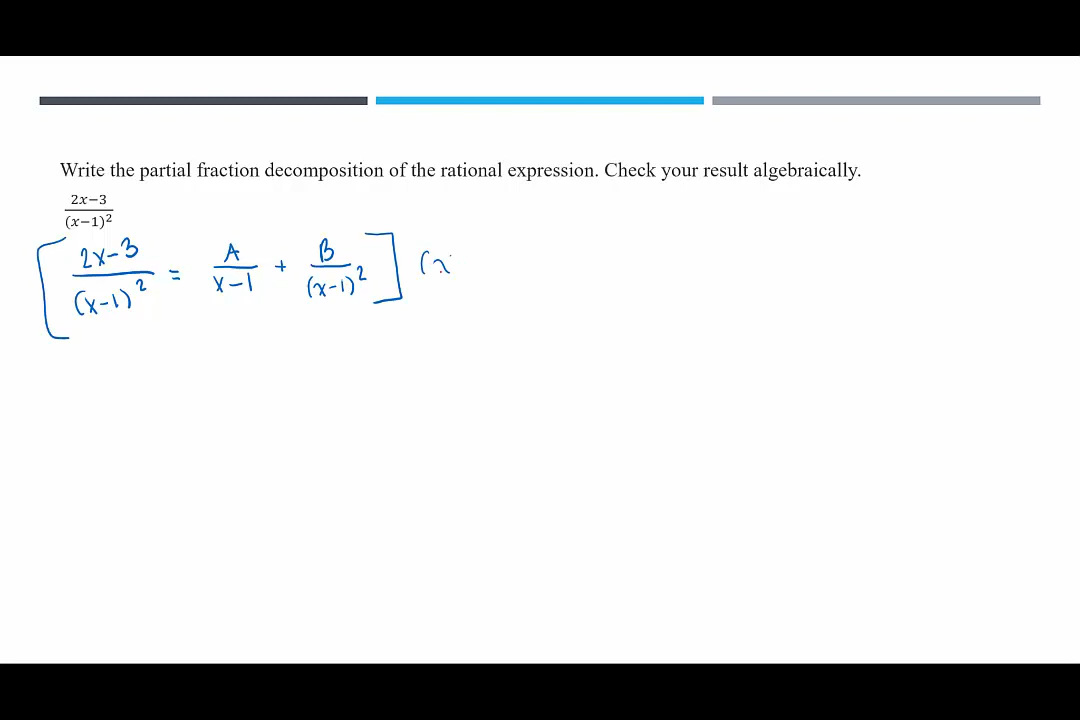 Write the partial fraction decomposition of the rational expression. Check your result algebraically.
2x−3/(x−1)²
[2x−3/(x−1)² = A/x−1 + B/(x−1)²] (x